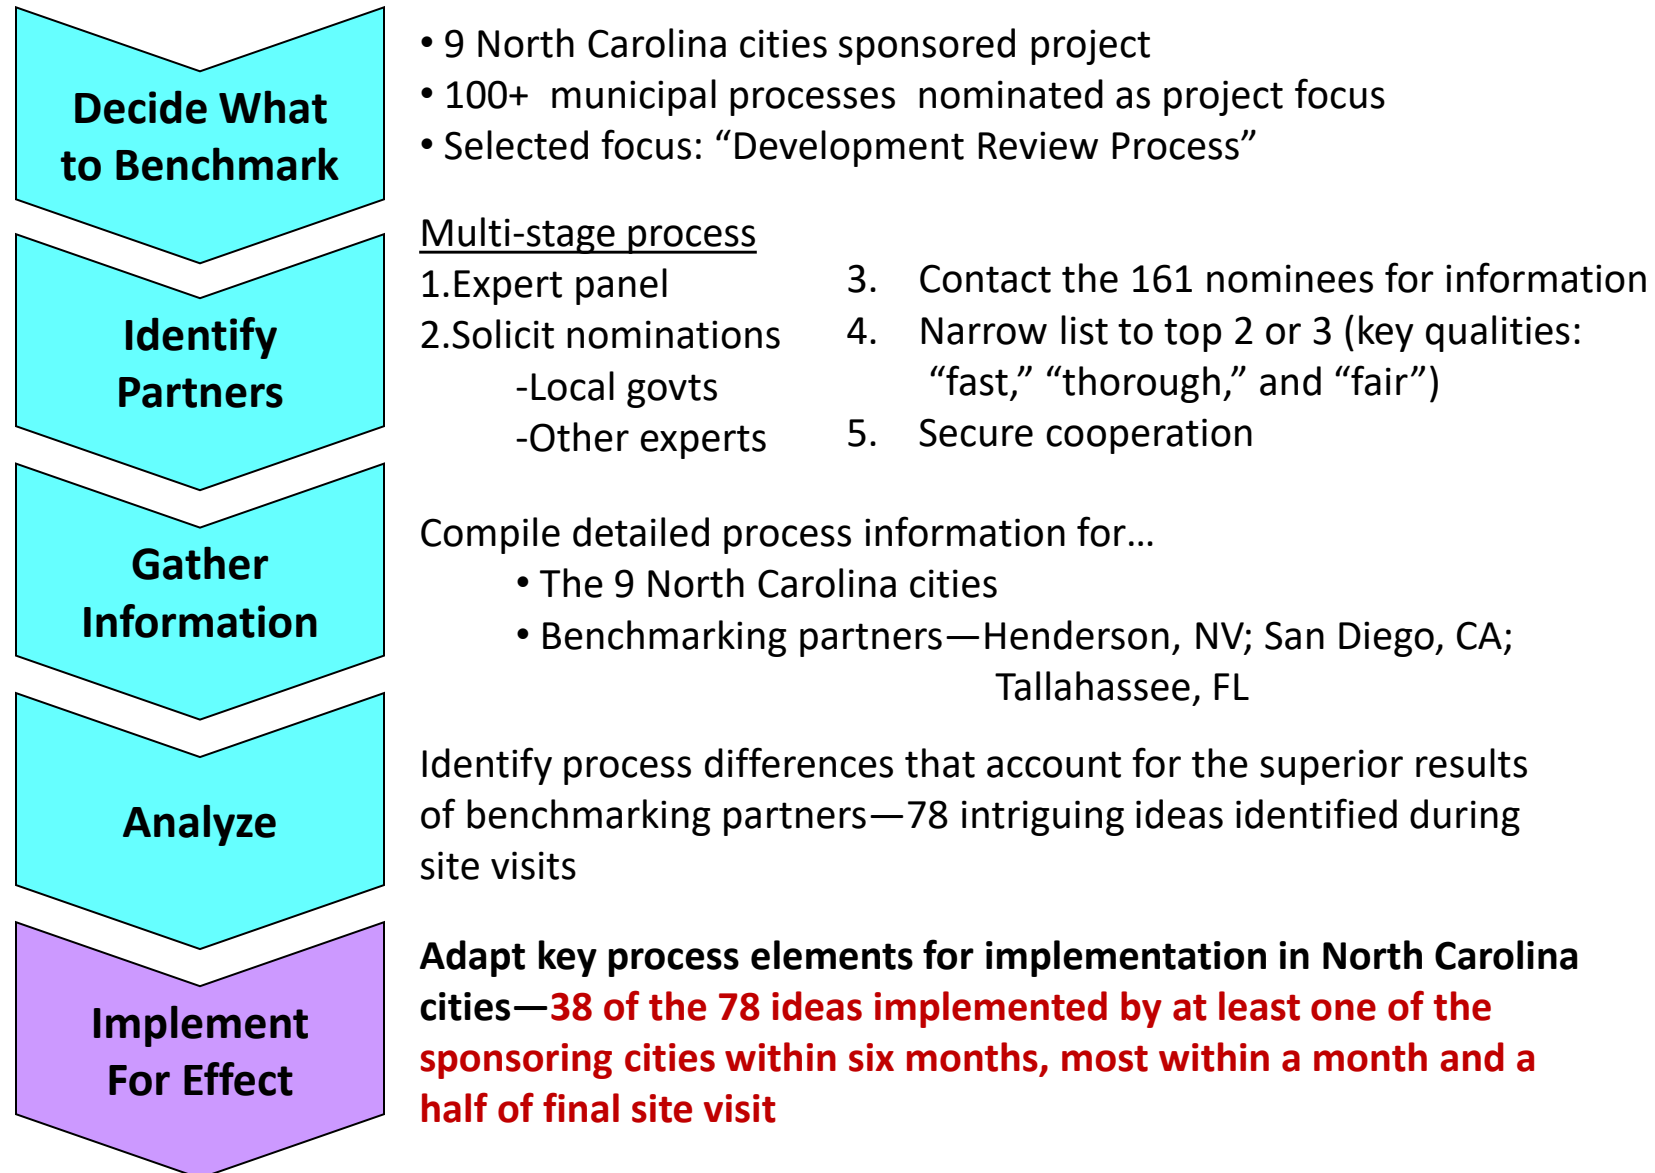 Decide What
to Benchmark
• 9 North Carolina cities sponsored project
• 100+ municipal processes nominated as project focus
• Selected focus: “Development Review Process”
Identify
Partners
Multi-stage process
1.Expert panel
2.Solicit nominations
-Local govts
-Other experts
3. Contact the 161 nominees for information
4. Narrow list to top 2 or 3 (key qualities:
“fast,” “thorough,” and “fair”)
5. Secure cooperation
Gather
Information
Compile detailed process information for…
• The 9 North Carolina cities
• Benchmarking partners—Henderson, NV; San Diego, CA;
Tallahassee, FL
Analyze
Identify process differences that account for the superior results
of benchmarking partners—78 intriguing ideas identified during
site visits
Implement
For Effect
Adapt key process elements for implementation in North Carolina
cities—38 of the 78 ideas implemented by at least one of the
sponsoring cities within six months, most within a month and a
half of final site visit